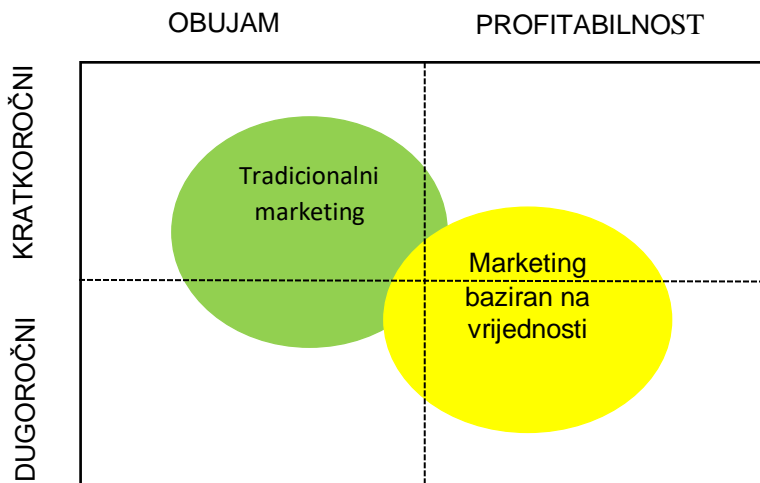 OBUJAM
PROFITABILNOST
KRATKOROČNI
Tradicionalni
marketing
Marketing
baziran na
vrijednosti
DUGOROČNI